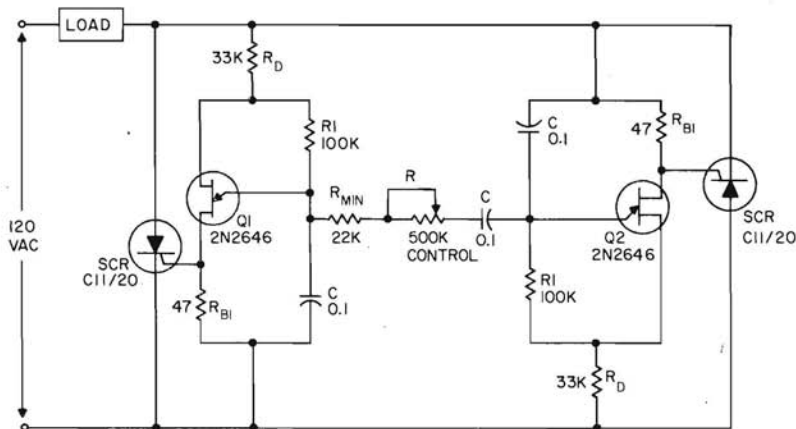 LOAD
120
VAC
33K R_D
R1
100K
Q1
2N2646
SCR
C11/20
47 R_B1
C
0.1
R_MIN
22K
R
500K
CONTROL
C
0.1
C
0.1
47 R_B1
Q2
2N2646
SCR
C11/20
R1
100K
33K R_D